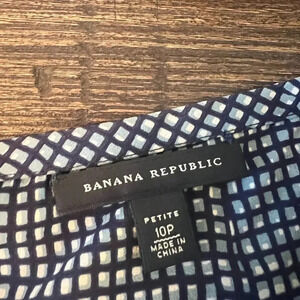 BANANA REPUBLIC
PETITE
10P
MADE IN
CHINA